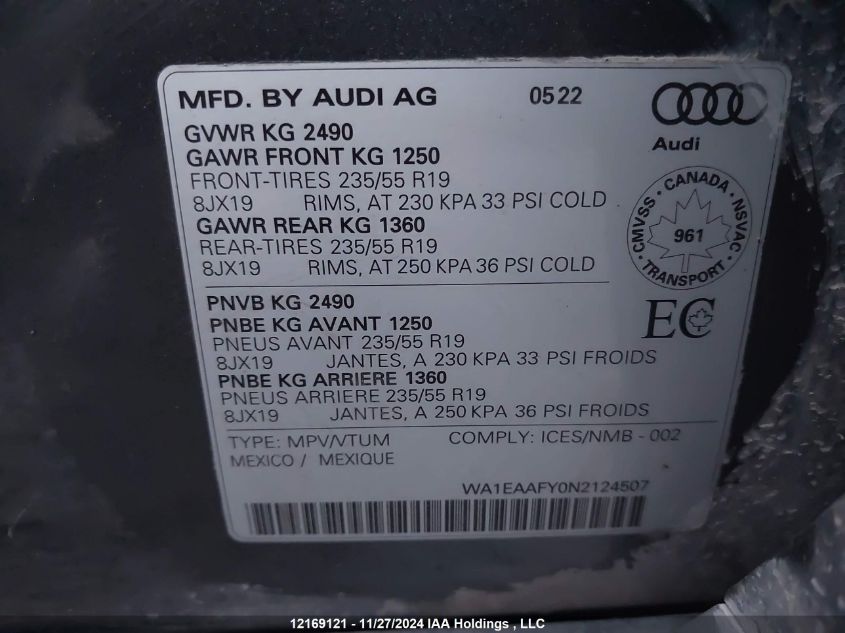 MFD. BY AUDI AG 0522
Audi
GVWR KG 2490
GAWR FRONT KG 1250
FRONT-TIRES 235/55 R19
8JX19 RIMS, AT 230 KPA 33 PSI COLD
GAWR REAR KG 1360
REAR-TIRES 235/55 R19
8JX19 RIMS, AT 250 KPA 36 PSI COLD
CMVSS · CANADA · NSVAC · TRANSPORT ·
961
PNVB KG 2490
PNBE KG AVANT 1250
PNEUS AVANT 235/55 R19
8JX19 JANTES, A 230 KPA 33 PSI FROIDS
PNBE KG ARRIERE 1360
PNEUS ARRIERE 235/55 R19
8JX19 JANTES, A 250 KPA 36 PSI FROIDS
EC
TYPE: MPV/VTUM COMPLY: ICES/NMB - 002
MEXICO / MEXIQUE
WA1EAAFY0N2124507
12169121 - 11/27/2024 IAA Holdings , LLC